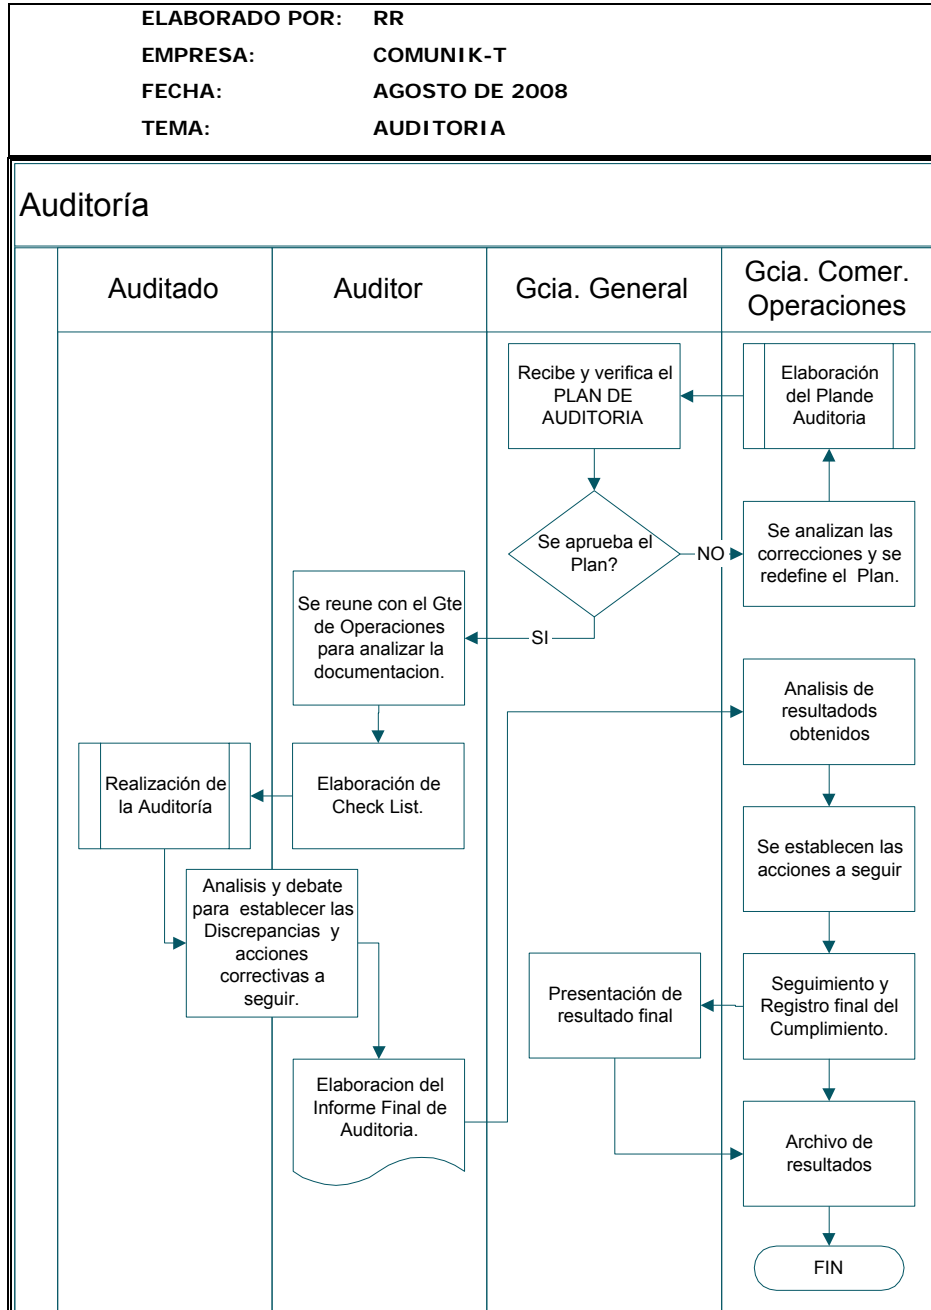 ELABORADO POR: RR
EMPRESA: COMUNIK-T
FECHA: AGOSTO DE 2008
TEMA: AUDITORIA
Auditoría
Auditado
Auditor
Gcia. General
Gcia. Comer.
Operaciones
Recibe y verifica el
PLAN DE
AUDITORIA
Elaboración
del Plande
Auditoria
Se aprueba el
Plan?
NO
Se analizan las
correcciones y se
redefine el Plan.
SI
Se reune con el Gte
de Operaciones
para analizar la
documentacion.
Analisis de
resultadods
obtenidos
Realización de
la Auditoría
Elaboración de
Check List.
Se establecen las
acciones a seguir
Analisis y debate
para establecer las
Discrepancias y
acciones
correctivas a
seguir.
Presentación de
resultado final
Seguimiento y
Registro final del
Cumplimiento.
Elaboracion del
Informe Final de
Auditoria.
Archivo de
resultados
FIN